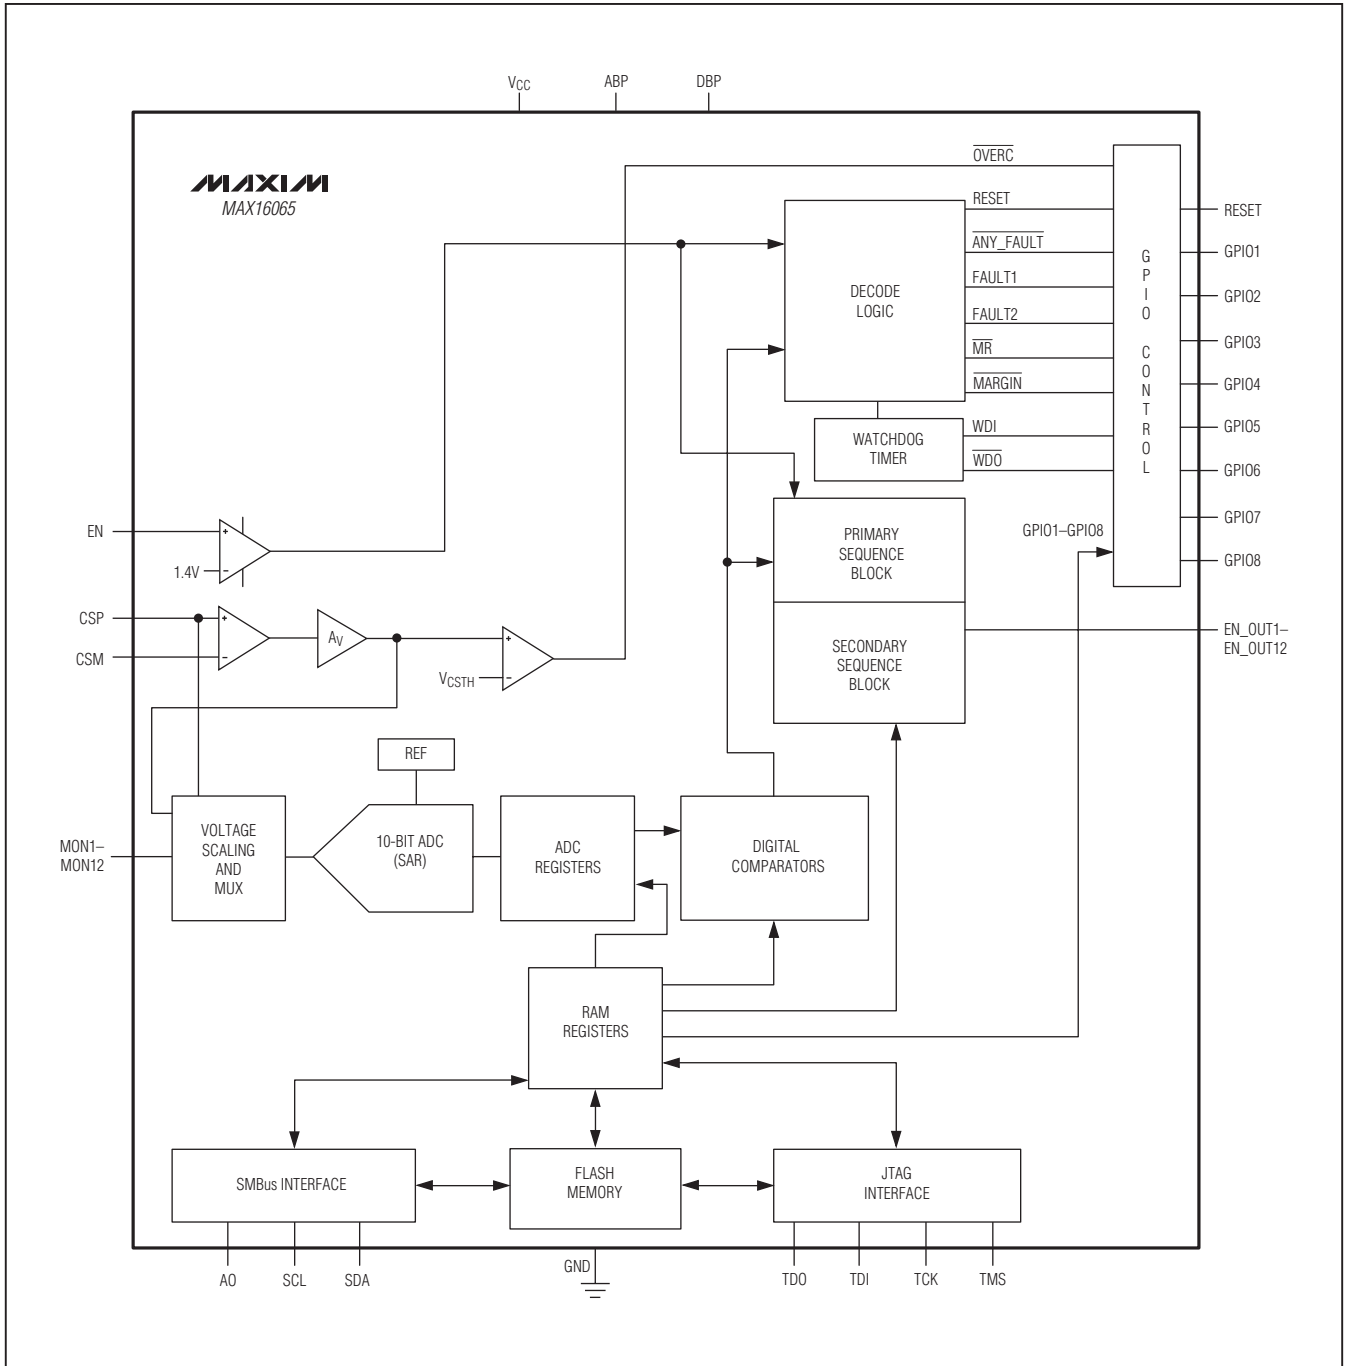 VCC
ABP
DBP
MAXIM
MAX16065
OVERC
RESET
ANY_FAULT
FAULT1
FAULT2
MR
MARGIN
WDI
WDO
DECODE
LOGIC
WATCHDOG
TIMER
GPIO CONTROL
RESET
GPIO1
GPIO2
GPIO3
GPIO4
GPIO5
GPIO6
GPIO7
GPIO8
EN
+
1.4V
−
PRIMARY
SEQUENCE
BLOCK
GPIO1–GPIO8
CSP
+
CSM
−
AV
+
VCSTH
−
SECONDARY
SEQUENCE
BLOCK
EN_OUT1–
EN_OUT12
REF
MON1–
MON12
VOLTAGE
SCALING
AND
MUX
10-BIT ADC
(SAR)
ADC
REGISTERS
DIGITAL
COMPARATORS
RAM
REGISTERS
SMBus INTERFACE
FLASH
MEMORY
JTAG
INTERFACE
AO
SCL
SDA
GND
TDO
TDI
TCK
TMS